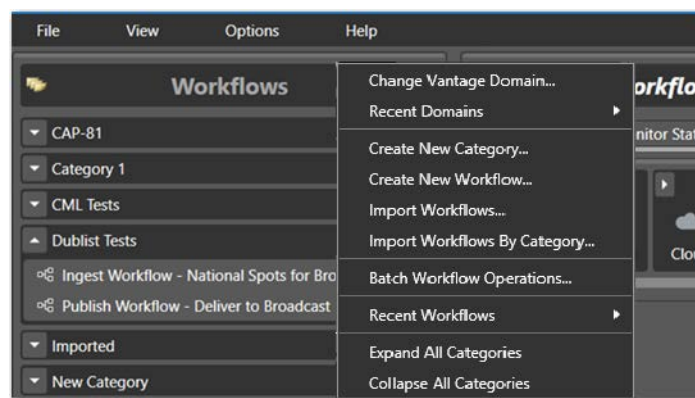 File View Options Help
Workflows
CAP-81
Category 1
CML Tests
Dublist Tests
Ingest Workflow - National Spots for Bro
Publish Workflow - Deliver to Broadcast
Imported
New Category
Change Vantage Domain...
Recent Domains
Create New Category...
Create New Workflow...
Import Workflows...
Import Workflows By Category...
Batch Workflow Operations...
Recent Workflows
Expand All Categories
Collapse All Categories
orkflo
nitor Stat
Clou